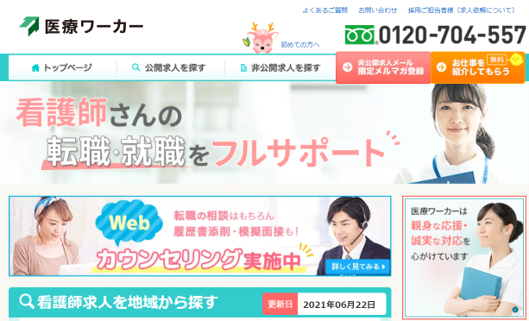 よくあるご質問 お問い合わせ 採用ご担当者様（求人依頼について）
医療ワーカー
初めての方へ
0120-704-557
トップページ
公開求人を探す
非公開求人を探す
非公開求人メール
限定メルマガ登録
お仕事を
紹介してもらう
無料
看護師さんの
転職・就職をフルサポート
Web
転職の相談はもちろん
履歴書添削・模擬面接も!
カウンセリング実施中
詳しく見てみる
医療ワーカーは
親身な応援・
誠実な対応を
心がけています
看護師求人を地域から探す
更新日 2021年06月22日